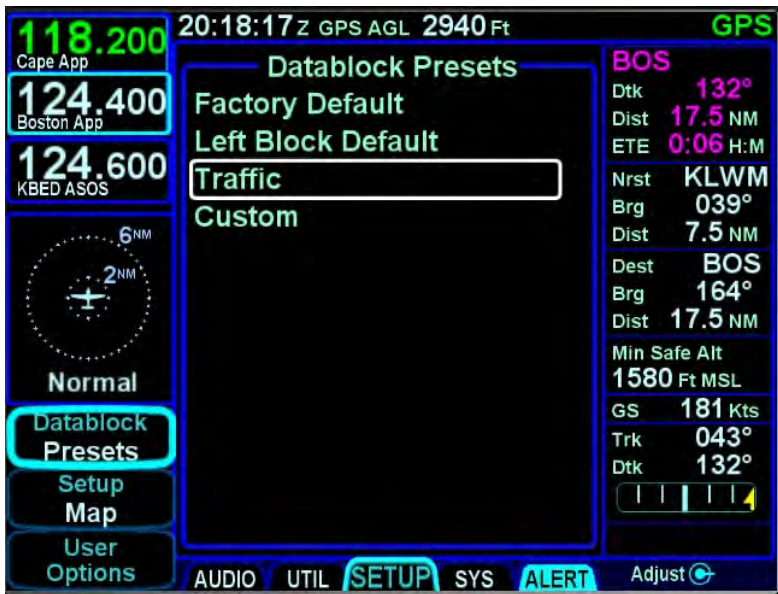 118.200
Cape App
124.400
Boston App
124.600
KBED ASOS
6NM
2NM
Normal
Datablock
Presets
Setup
Map
User
Options
20:18:17Z GPS AGL 2940 Ft
GPS
Datablock Presets
Factory Default
Left Block Default
Traffic
Custom
BOS
Dtk 132°
Dist 17.5 NM
ETE 0:06 H:M
Nrst KLWM
Brg 039°
Dist 7.5 NM
Dest BOS
Brg 164°
Dist 17.5 NM
Min Safe Alt
1580 Ft MSL
GS 181 Kts
Trk 043°
Dtk 132°
AUDIO UTIL SETUP SYS ALERT
Adjust